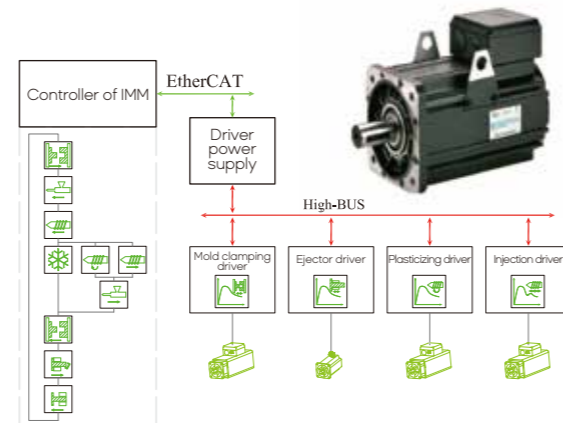 EtherCAT
Controller of IMM
Driver
power
supply
High-BUS
Mold clamping
driver
Ejector driver
Plasticizing driver
Injection driver